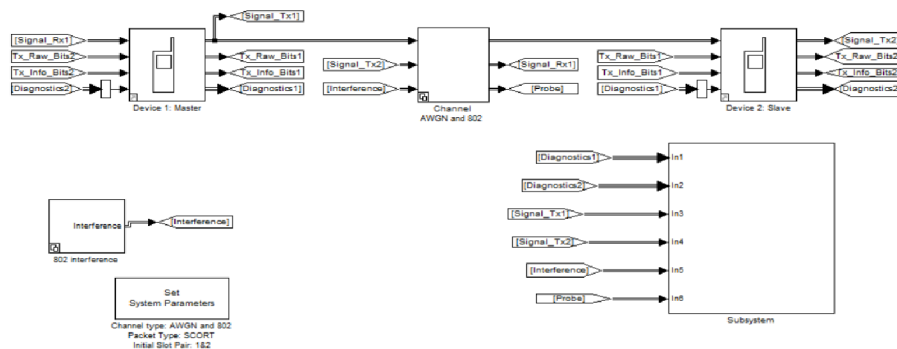 [Signal_Tx1]
[Signal_Rx1]
Tx_Raw_Bits2
Tx_Info_Bits2
[Diagnostics2]
Device 1: Master
Tx_Raw_Bits1
Tx_Info_Bits1
[Diagnostics1]
[Signal_Tx2]
[Interference]
Channel
AWGN and 802
[Signal_Rx1]
[Probe]
Tx_Raw_Bits1
Tx_Info_Bits1
[Diagnostics1]
Device 2: Slave
[Signal_Tx2]
Tx_Raw_Bits2
Tx_Info_Bits2
[Diagnostics2]
[Diagnostics1]
In1
[Diagnostics2]
In2
[Signal_Tx1]
In3
[Signal_Tx2]
In4
[Interference]
In5
[Probe]
In6
Subsystem
Interference
[Interference]
802 interference
Set
System Parameters
Channel type: AWGN and 802
Packet Type: SCORT
Initial Slot Pair: 1&2